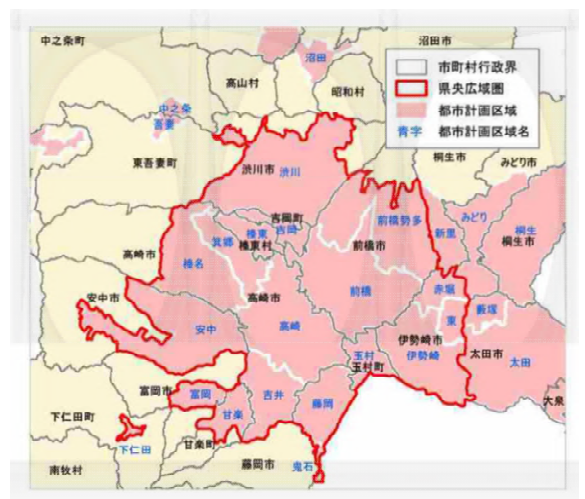 中之条町
沼田
沼田市
高山村
昭和村
市町村行政界
県央広域圏
都市計画区域
青字 都市計画区域名
中之条
吾妻
東吾妻町
渋川市 渋川
桐生市
みどり市
吉岡町
吉岡
榛東
榛東村
箕郷
前橋勢多
前橋市
みどり
新里
桐生
桐生市
高崎市
榛名
安中市
高崎市
前橋
赤堀
藪塚
東
安中
高崎
伊勢崎市
伊勢崎
玉村
玉村町
太田市
太田
富岡市
富岡
吉井
甘楽
藤岡
大泉
下仁田町
下仁田
甘楽町
南牧村
藤岡市
鬼石